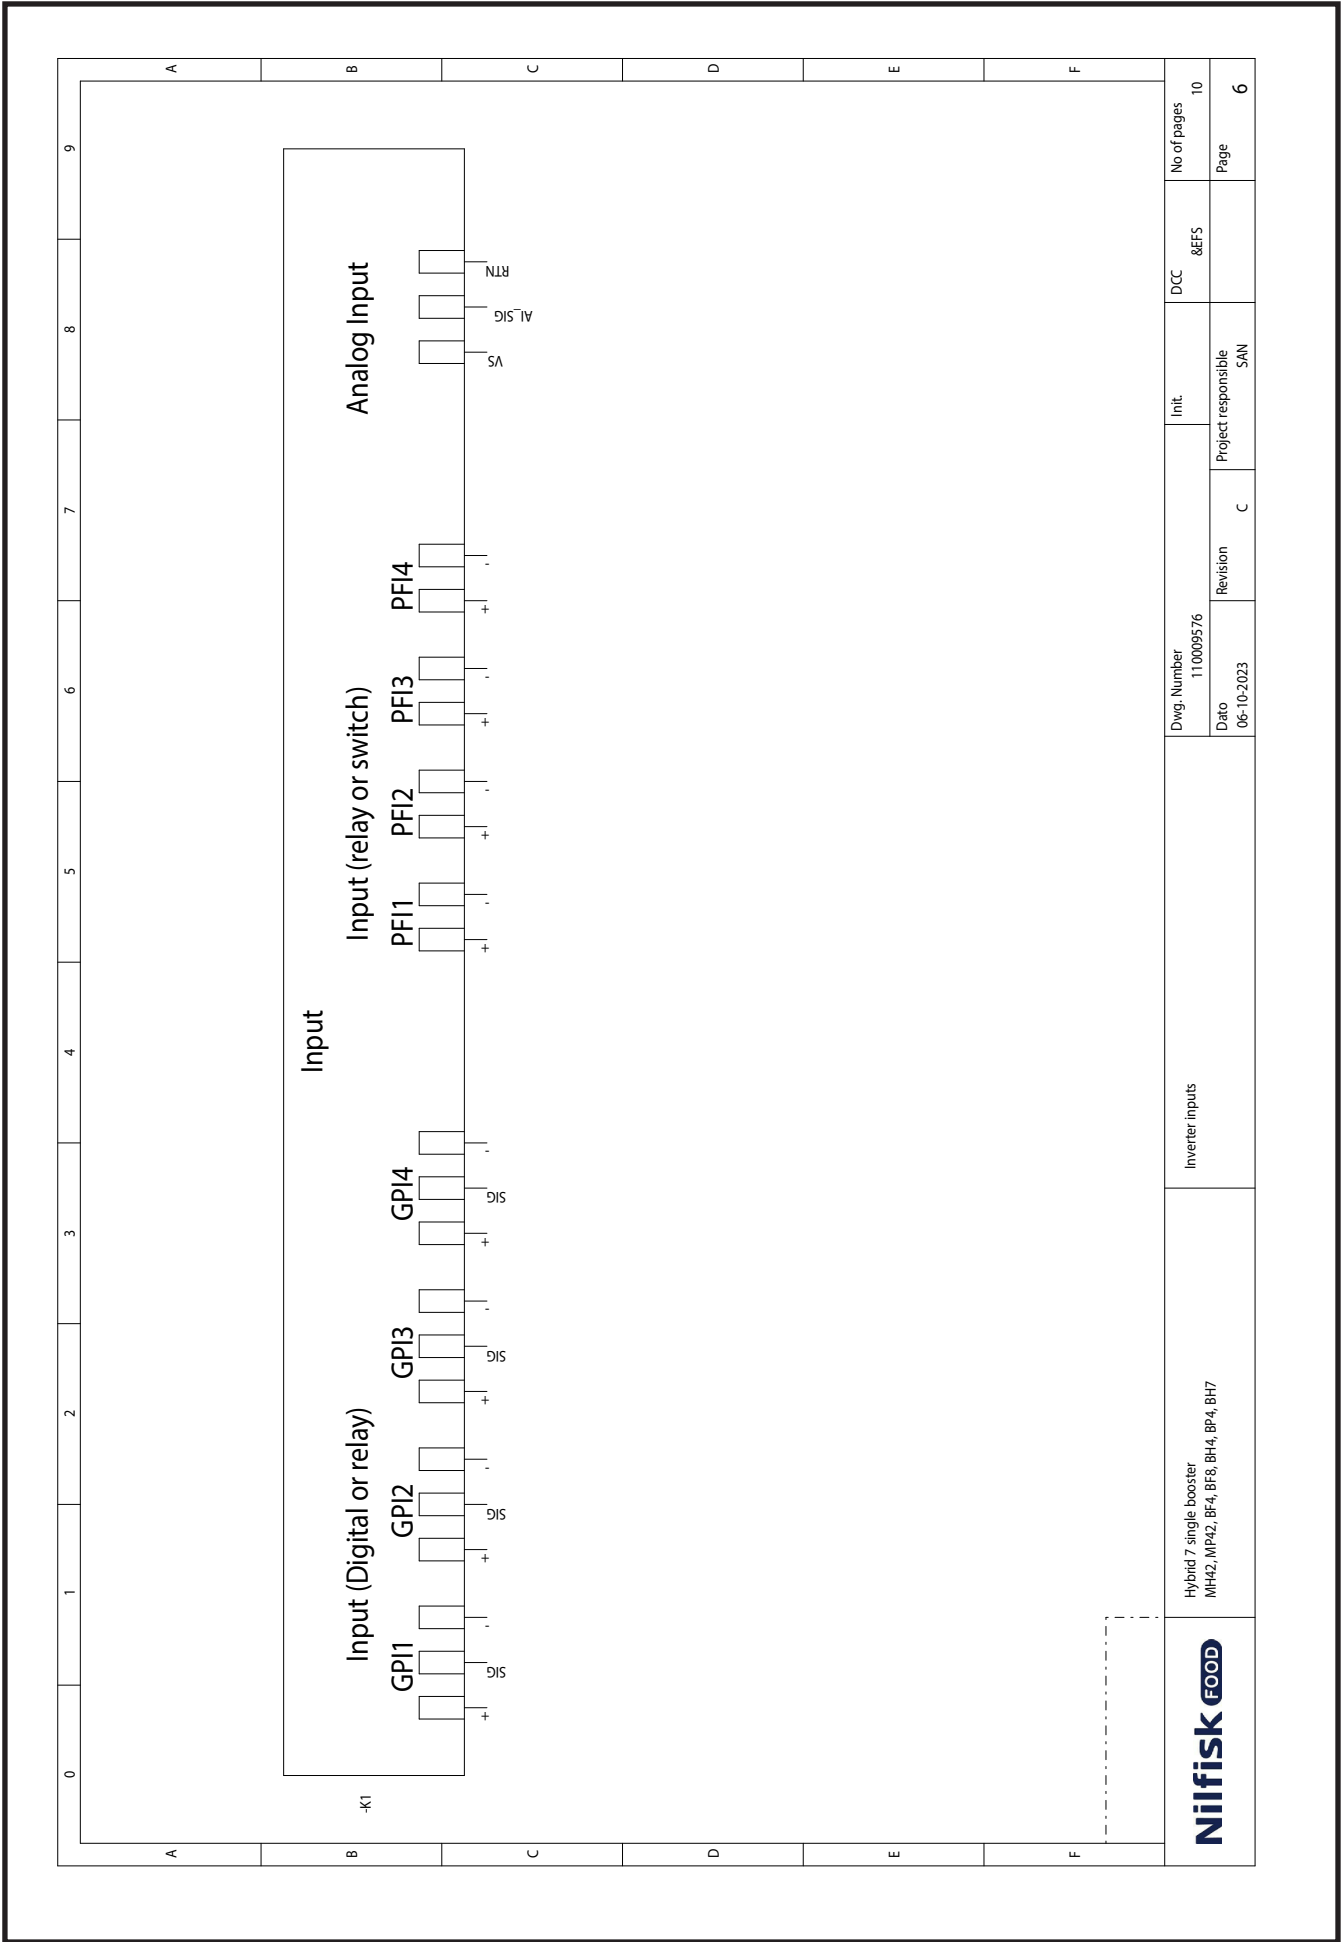 0 1 2 3 4 5 6 7 8 9
A
B
C
D
E
F
A
B
C
D
E
F
-K1
Input
Input (Digital or relay)
Input (relay or switch)
Analog Input
GPI1
GPI2
GPI3
GPI4
PFI1
PFI2
PFI3
PFI4
+ SIG -
+ SIG -
+ SIG -
+ SIG -
+ -
+ -
+ -
+ -
VS
AI_SIG
RTN
Nilfisk FOOD
Hybrid 7 single booster
MH42, MP42, BF4, BF8, BH4, BP4, BH7
Inverter inputs
Dwg. Number
110009576
Init.
DCC
&EFS
No of pages
10
Dato
06-10-2023
Revision
C
Project responsible
SAN
Page
6